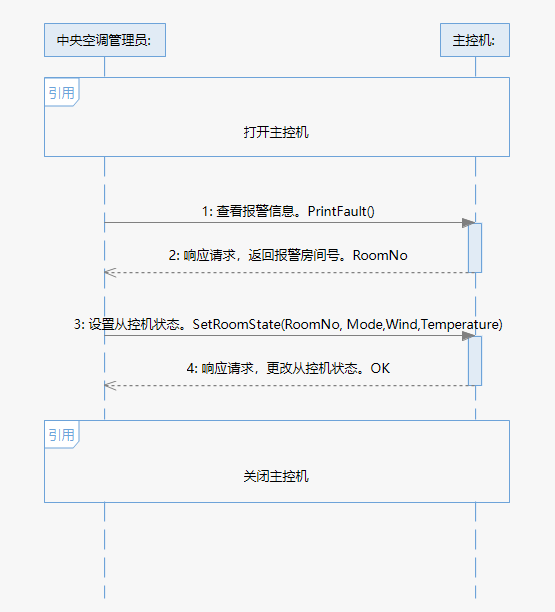 中央空调管理员:
主控机:
引用
打开主控机
1: 查看报警信息。PrintFault()
2: 响应请求，返回报警房间号。RoomNo
3: 设置从控机状态。SetRoomState(RoomNo, Mode,Wind,Temperature)
4: 响应请求，更改从控机状态。OK
引用
关闭主控机